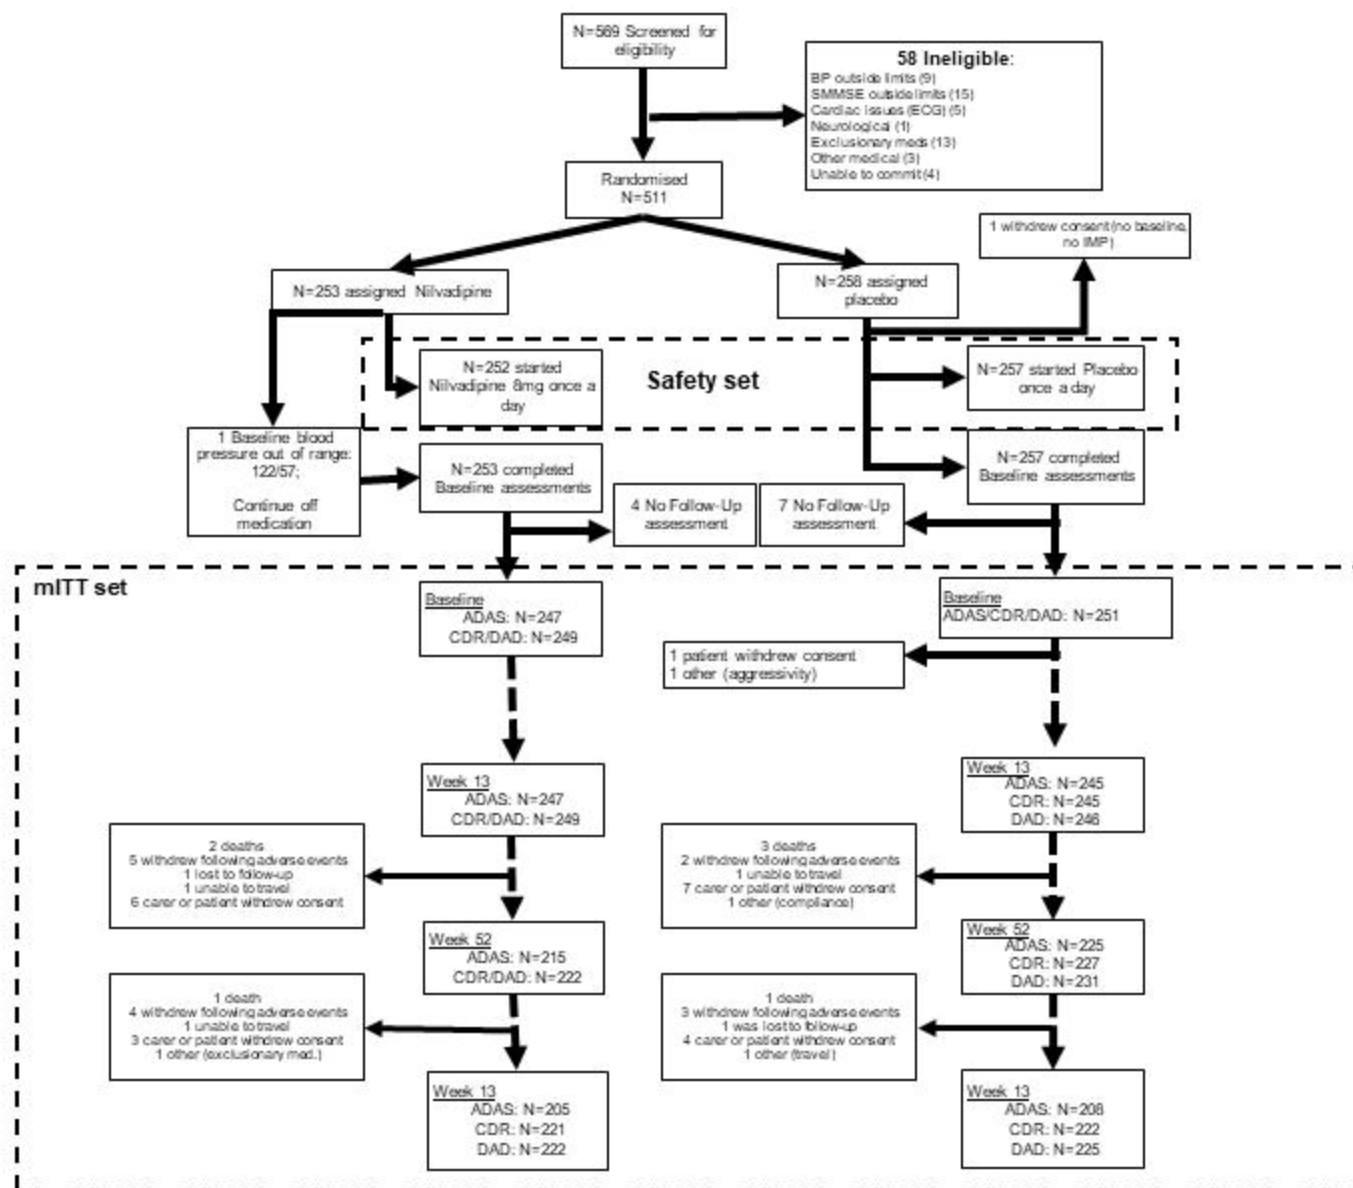 N=569 Screened for
eligibility
58 Ineligible:
BP outside limits (9)
SMMSE outside limits (15)
Cardiac issues (ECG) (5)
Neurological (1)
Exclusionary meds (13)
Other medical (3)
Unable to commit (4)
Randomised
N=511
1 withdrew consent (no baseline,
no IMP)
N=253 assigned Nilvadipine
N=258 assigned
placebo
Safety set
N=252 started
Nilvadipine 8mg once a
day
N=257 started Placebo
once a day
1 Baseline blood
pressure out of range:
122/57;
Continue off
medication
N=253 completed
Baseline assessments
N=257 completed
Baseline assessments
4 No Follow-Up
assessment
7 No Follow-Up
assessment
mITT set
Baseline
ADAS: N=247
CDR/DAD: N=249
Baseline
ADAS/CDR/DAD: N=251
1 patient withdrew consent
1 other (aggressivity)
Week 13
ADAS: N=247
CDR/DAD: N=249
Week 13
ADAS: N=245
CDR: N=245
DAD: N=246
2 deaths
5 withdrew following adverse events
1 lost to follow-up
1 unable to travel
6 carer or patient withdrew consent
3 deaths
2 withdrew following adverse events
1 unable to travel
7 carer or patient withdrew consent
1 other (compliance)
Week 52
ADAS: N=215
CDR/DAD: N=222
Week 52
ADAS: N=225
CDR: N=227
DAD: N=231
1 death
4 withdrew following adverse events
1 unable to travel
3 carer or patient withdrew consent
1 other (exclusionary med.)
1 death
3 withdrew following adverse events
1 was lost to follow-up
4 carer or patient withdrew consent
1 other (travel)
Week 13
ADAS: N=205
CDR: N=221
DAD: N=222
Week 13
ADAS: N=208
CDR: N=222
DAD: N=225